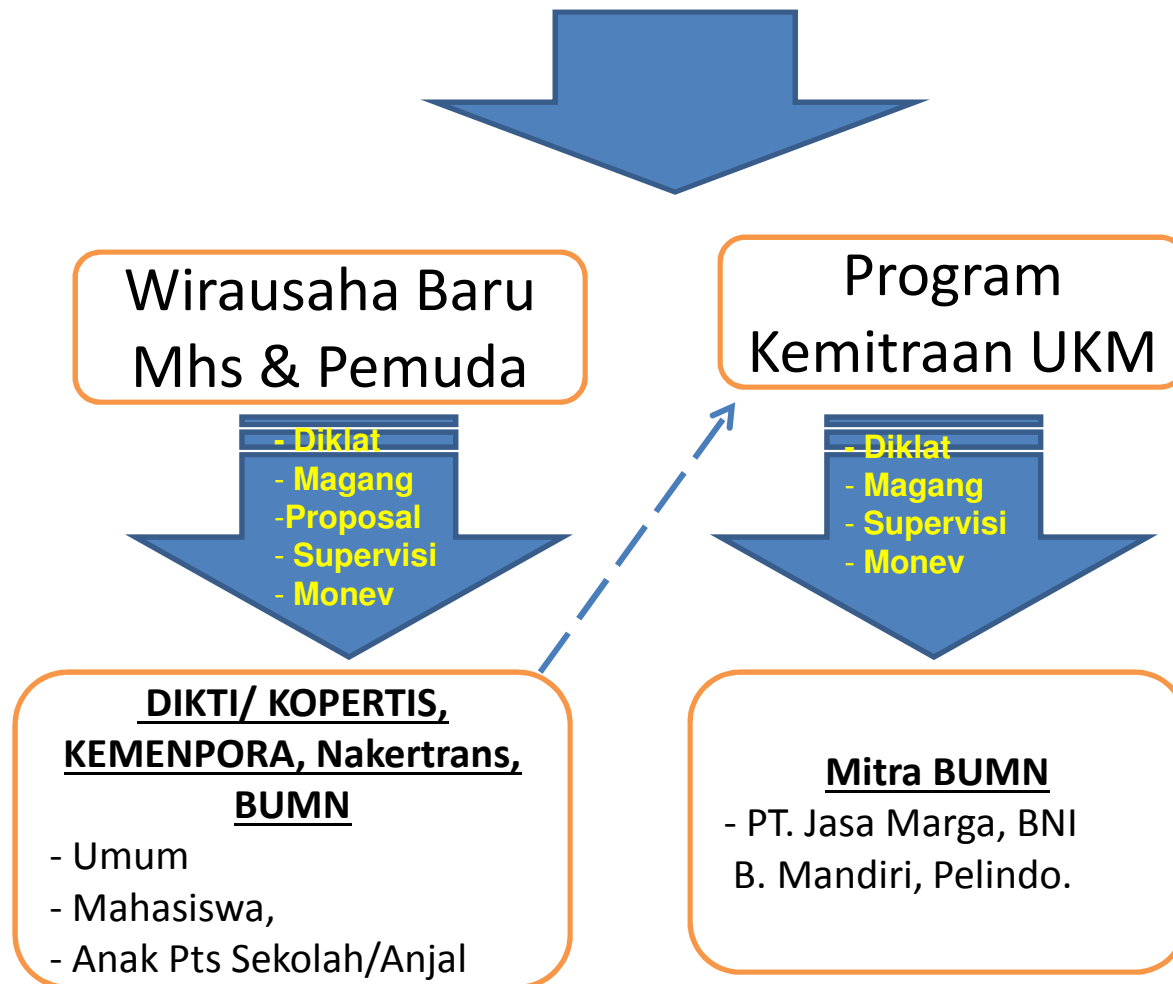 Wirausaha Baru
Mhs & Pemuda
Program
Kemitraan UKM
- Diklat
- Magang
-Proposal
- Supervisi
- Monev
- Diklat
- Magang
- Supervisi
- Monev
DIKTI/ KOPERTIS,
KEMENPORA, Nakertrans,
BUMN
- Umum
- Mahasiswa,
- Anak Pts Sekolah/Anjal
Mitra BUMN
- PT. Jasa Marga, BNI
B. Mandiri, Pelindo.